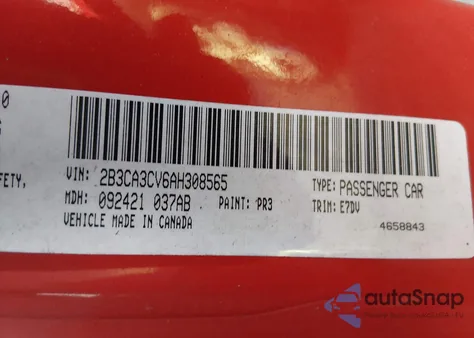 0
G
FETY,
VIN: 2B3CA3CV6AH308565 TYPE: PASSENGER CAR
MDH: 092421 037AB PAINT: PR3 TRIM: E7DV
VEHICLE MADE IN CANADA 4658843
autoSnap